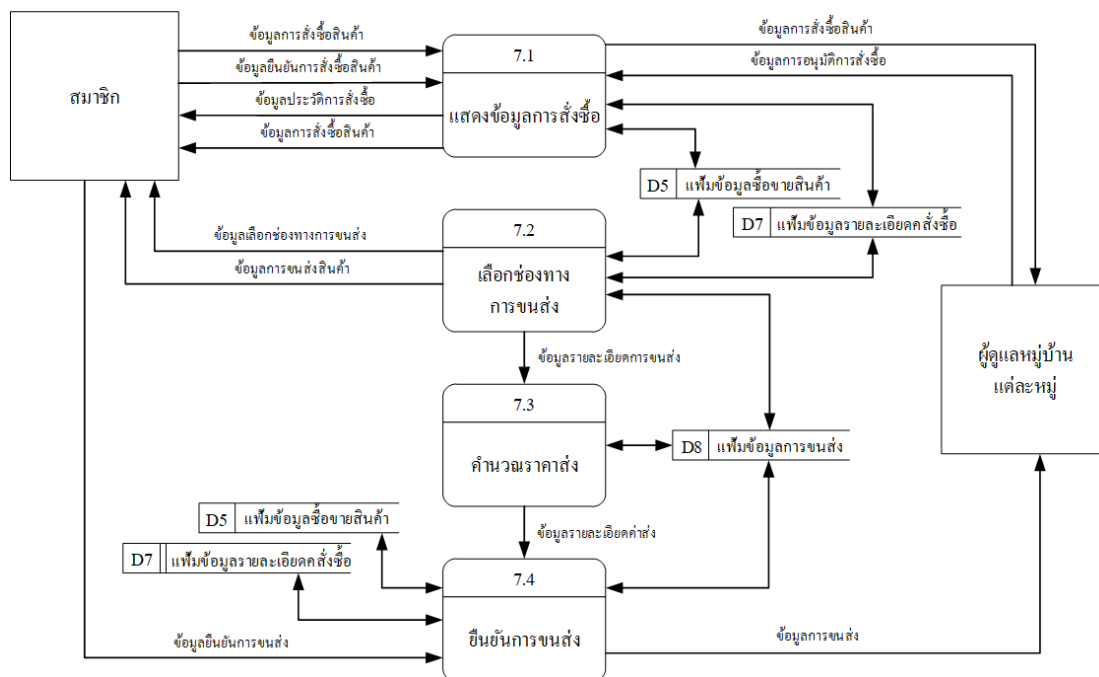 ข้อมูลการสั่งซื้อสินค้า
ข้อมูลการสั่งซื้อสินค้า
7.1
ข้อมูลยืนยันการสั่งซื้อสินค้า
ข้อมูลการอนุมัติการสั่งซื้อ
สมาชิก
ข้อมูลประวัติการสั่งซื้อ
แสดงข้อมูลการสั่งซื้อ
ข้อมูลการสั่งซื้อสินค้า
D5 แฟ้มข้อมูลซื้อขายสินค้า
D7 แฟ้มข้อมูลรายละเอียดคสั่งซื้อ
7.2
ข้อมูลเลือกช่องทางการขนส่ง
ข้อมูลการขนส่งสินค้า
เลือกช่องทาง
การขนส่ง
ข้อมูลรายละเอียดการขนส่ง
ผู้ดูแลหมู่บ้าน
แต่ละหมู่
7.3
D8 แฟ้มข้อมูลการขนส่ง
คำนวณราคาส่ง
D5 แฟ้มข้อมูลซื้อขายสินค้า
ข้อมูลรายละเอียดค่าส่ง
D7 แฟ้มข้อมูลรายละเอียดคสั่งซื้อ
7.4
ข้อมูลยืนยันการขนส่ง
ยืนยันการขนส่ง
ข้อมูลการขนส่ง